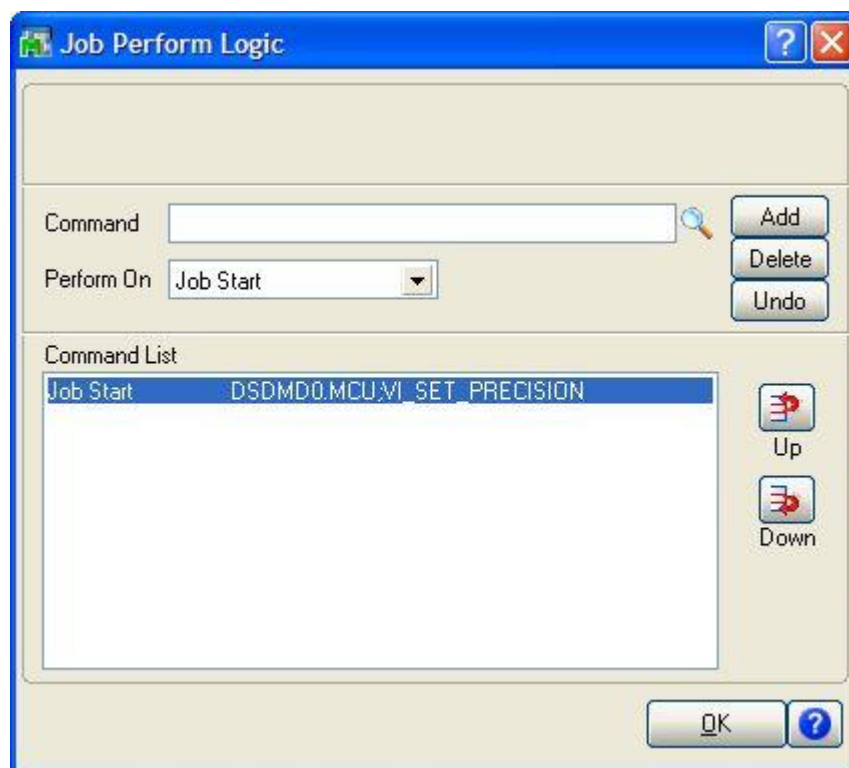 Job Perform Logic
Command
Add
Delete
Perform On Job Start
Undo
Command List
Job Start DSDMD0.MCU;VI_SET_PRECISION
Up
Down
OK